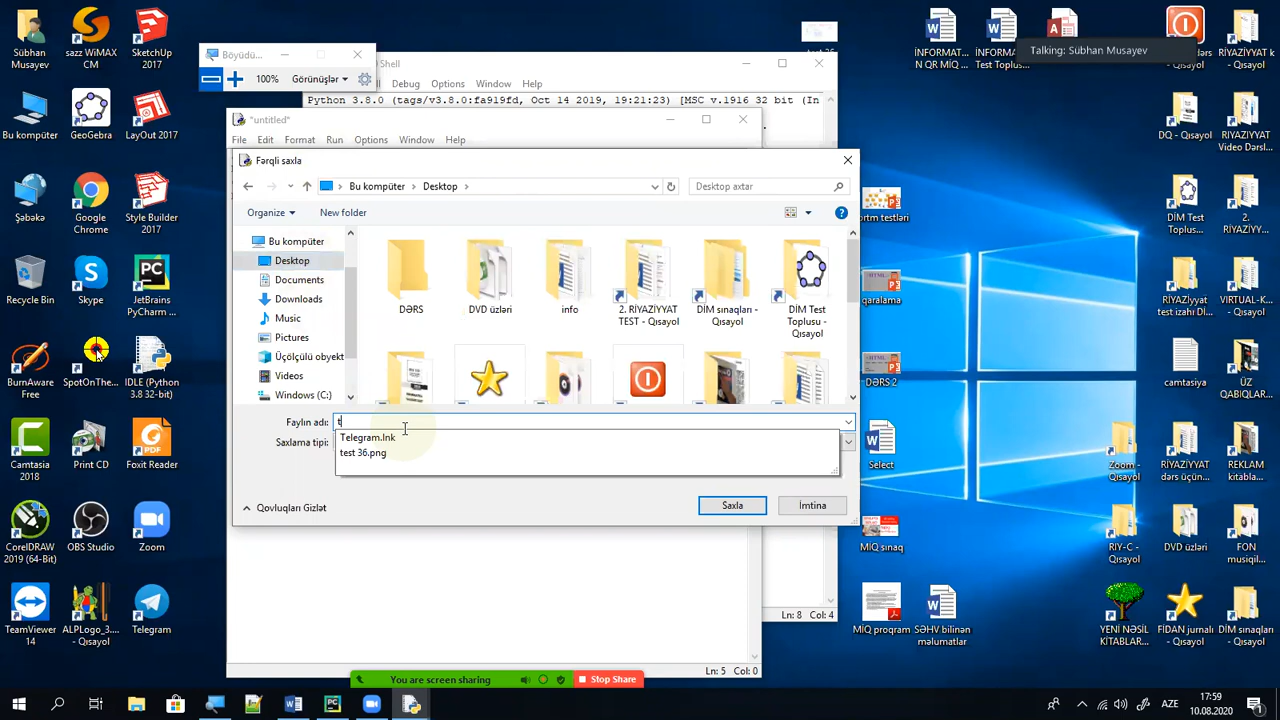 Sübhan Musayev
sazz WiMAX CM
SketchUp 2017
Bu kompüter
GeoGebra
LayOut 2017
Şəbəkə
Google Chrome
Style Builder 2017
Recycle Bin
Skype
JetBrains PyCharm ...
BurnAware Free
SpotOnThe...
IDLE (Python 3.8 32-bit)
Camtasia 2018
Print CD
Foxit Reader
CorelDRAW 2019 (64-Bit)
OBS Studio
Zoom
TeamViewer 14
ALPLogo_3.... - Qısayol
Telegram
Böyüdü...
100%
Görünüşlər
Shell
Debug Options Window Help
Python 3.8.0 (tags/v3.8.0:fa919fd, Oct 14 2019, 19:21:23) [MSC v.1916 32 bit (In
*untitled*
File Edit Format Run Options Window Help
Fərqli saxla
Bu kompüter > Desktop >
Desktop axtar
Organize
New folder
Bu kompüter
Desktop
Documents
Downloads
Music
Pictures
Üçölçülü obyekt
Videos
Windows (C:)
DƏRS
DVD üzləri
info
2. RİYAZİYYAT TEST - Qısayol
DİM sınaqları - Qısayol
DİM Test Toplusu - Qısayol
Faylın adı: t
Telegram.lnk
test 36.png
Saxlama tipi:
Qovluqları Gizlət
Saxla
İmtina
Ln: 8 Col: 4
Ln: 5 Col: 0
You are screen sharing
Stop Share
Talking: Sübhan Musayev
INFORMAT... QR MİQ ...
INFORMAT... Test Toplus...
RİYAZİYYAT k - Qısayol
DQ - Qısayol
RIYAZIYYAT Video Dərsl...
ortm testləri
DİM Test Toplus...
2. RİYAZİYY...
qaralama
RİYAZİyyat test izahı Di...
VIRTUAL-K... - Qısayol
DƏRS 2
camtasiya
ÜZ QABIQLAR...
Select
Zoom - Qısayol
RİYAZİYYAT dərs üçün...
REKLAM kitabla...
MİQ sınaq
RIY-C - Qısayol
DVD üzləri
FON musiqil...
MİQ proqram
SƏHV bilinən məlumatlar
YENİ NƏSİL KİTABLAR
FİDAN jurnalı - Qısayol
DİM sınaqları - Qısayol
AZE
17:59
10.08.2020